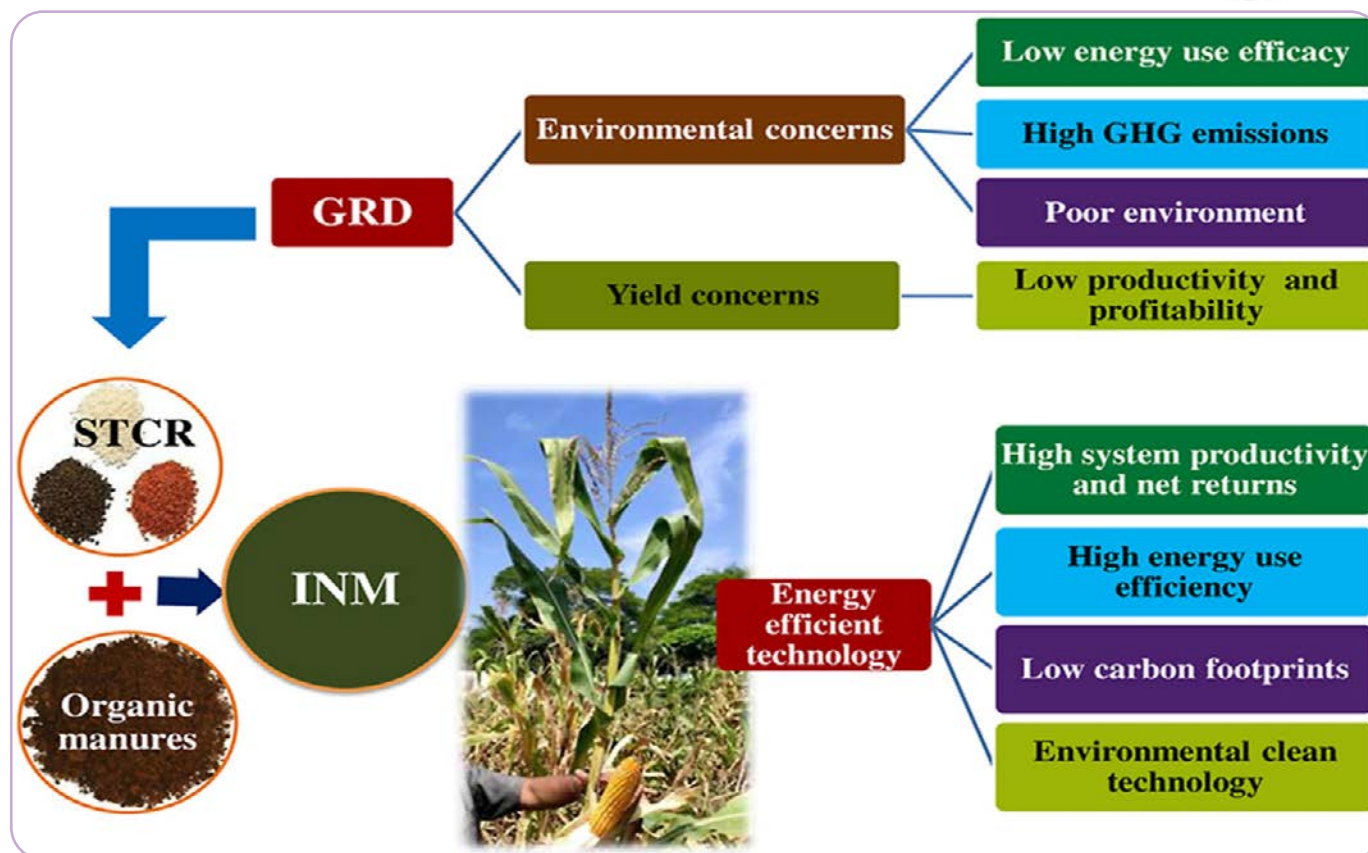 Low energy use efficacy
Environmental concerns
High GHG emissions
Poor environment
GRD
Yield concerns
Low productivity and
profitability
STCR
INM
Organic
manures
Energy
efficient
technology
High system productivity
and net returns
High energy use
efficiency
Low carbon footprints
Environmental clean
technology